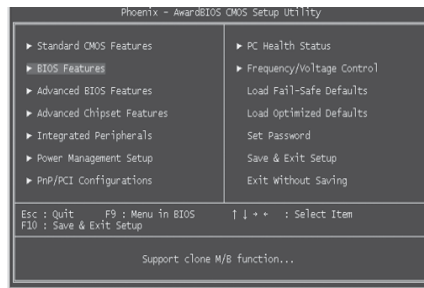 Phoenix - AwardBIOS CMOS Setup Utility
▶ Standard CMOS Features
▶ BIOS Features
▶ Advanced BIOS Features
▶ Advanced Chipset Features
▶ Integrated Peripherals
▶ Power Management Setup
▶ PnP/PCI Configurations
▶ PC Health Status
▶ Frequency/Voltage Control
Load Fail-Safe Defaults
Load Optimized Defaults
Set Password
Save & Exit Setup
Exit Without Saving
Esc : Quit F9 : Menu in BIOS ↑ ↓ → ← : Select Item
F10 : Save & Exit Setup
Support clone M/B function...